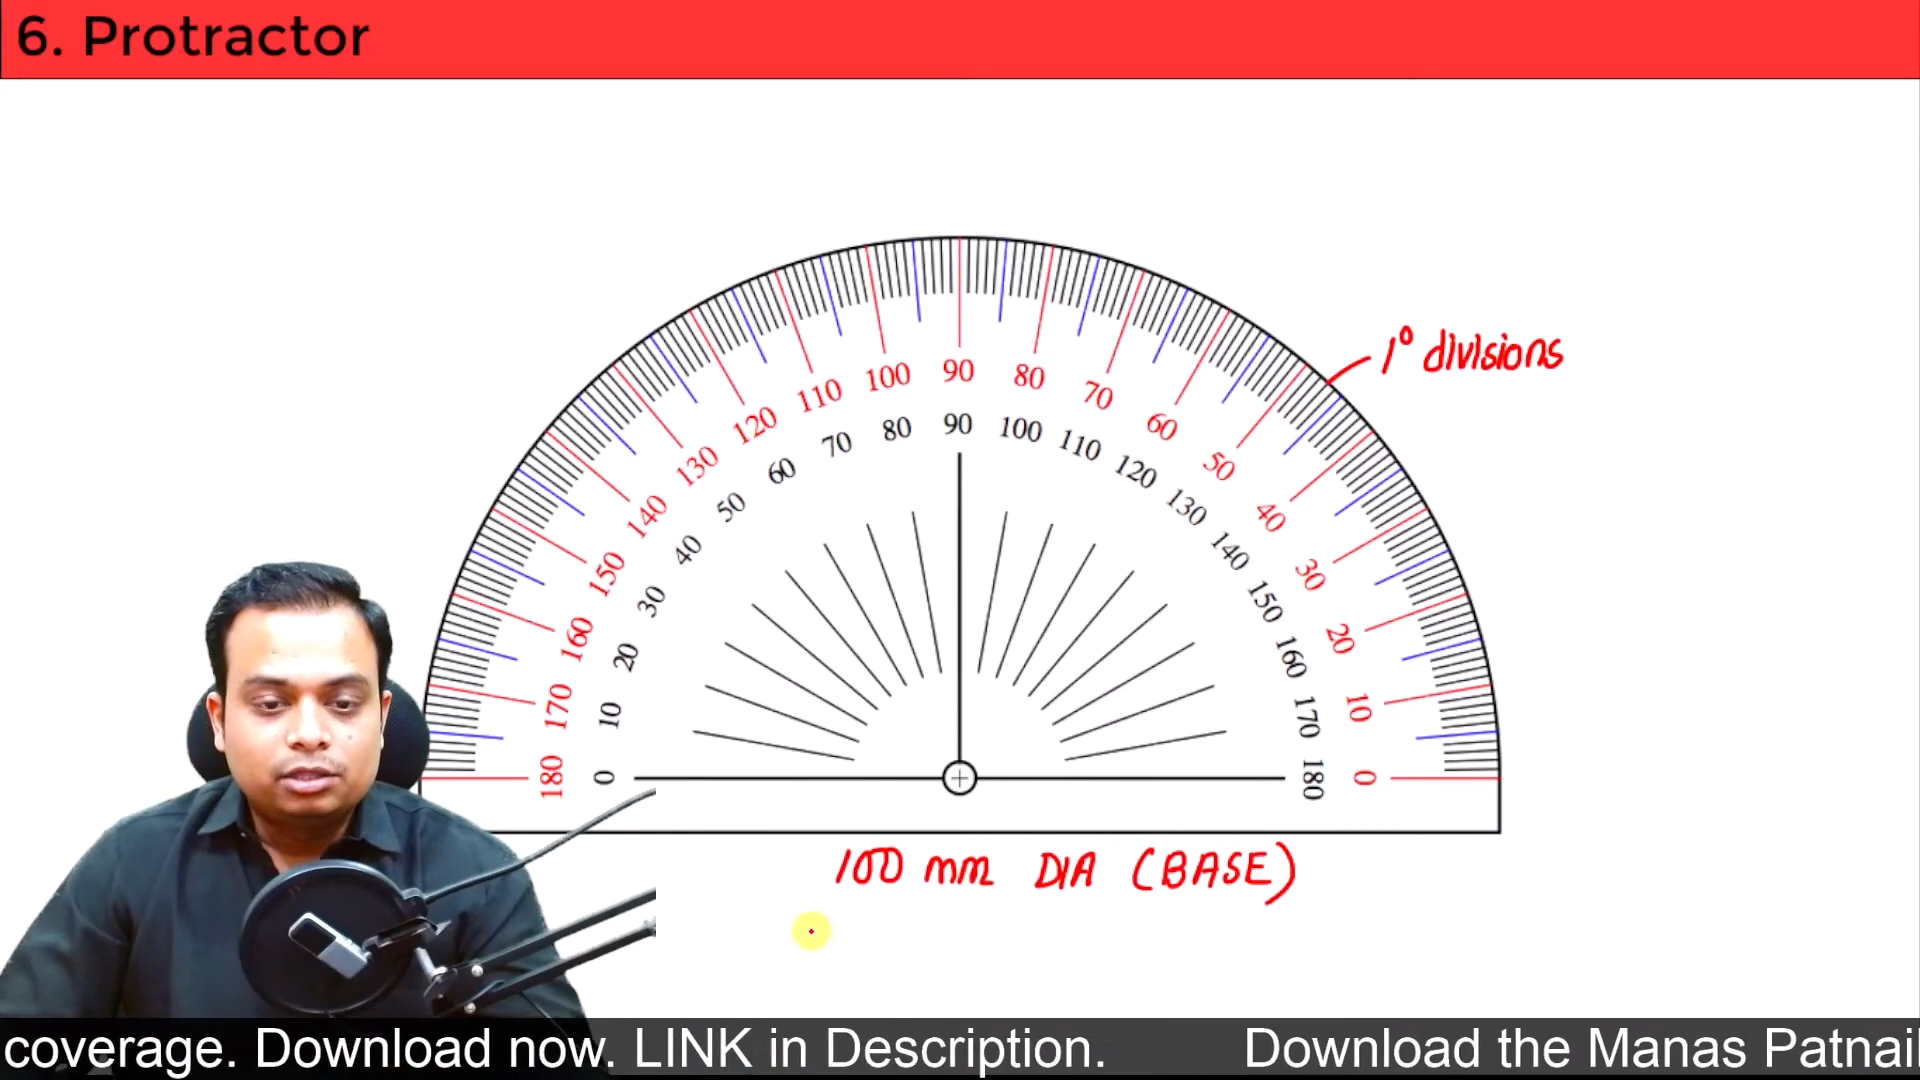 6. Protractor
1° divisions
180 170 160 150 140 130 120 110 100 90 80 70 60 50 40 30 20 10 0
0 10 20 30 40 50 60 70 80 90 100 110 120 130 140 150 160 170 180
100 mm DIA (BASE)
coverage. Download now. LINK in Description. Download the Manas Patnai